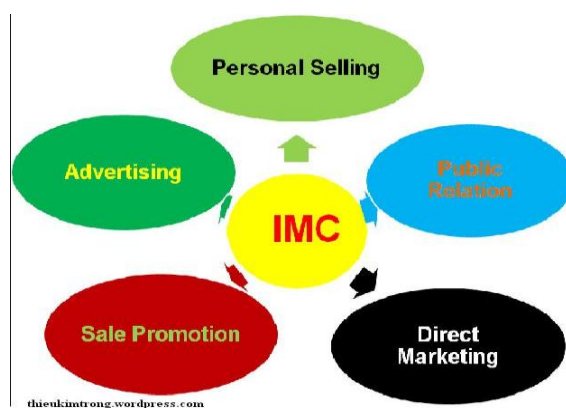 Personal Selling
Advertising
Public
Relation
IMC
Sale Promotion
Direct
Marketing
thieukimtrong.wordpress.com